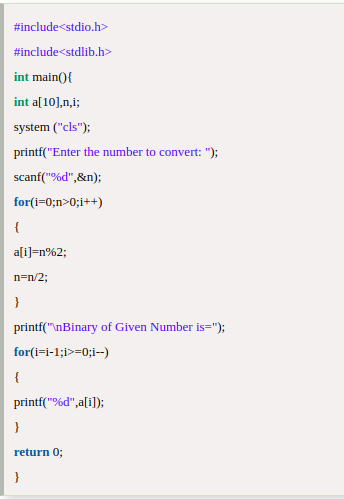 #include<stdio.h>
#include<stdlib.h>
int main(){
int a[10],n,i;
system ("cls");
printf("Enter the number to convert: ");
scanf("%d",&n);
for(i=0;n>0;i++)
{
a[i]=n%2;
n=n/2;
}
printf("\nBinary of Given Number is=");
for(i=i-1;i>=0;i--)
{
printf("%d",a[i]);
}
return 0;
}